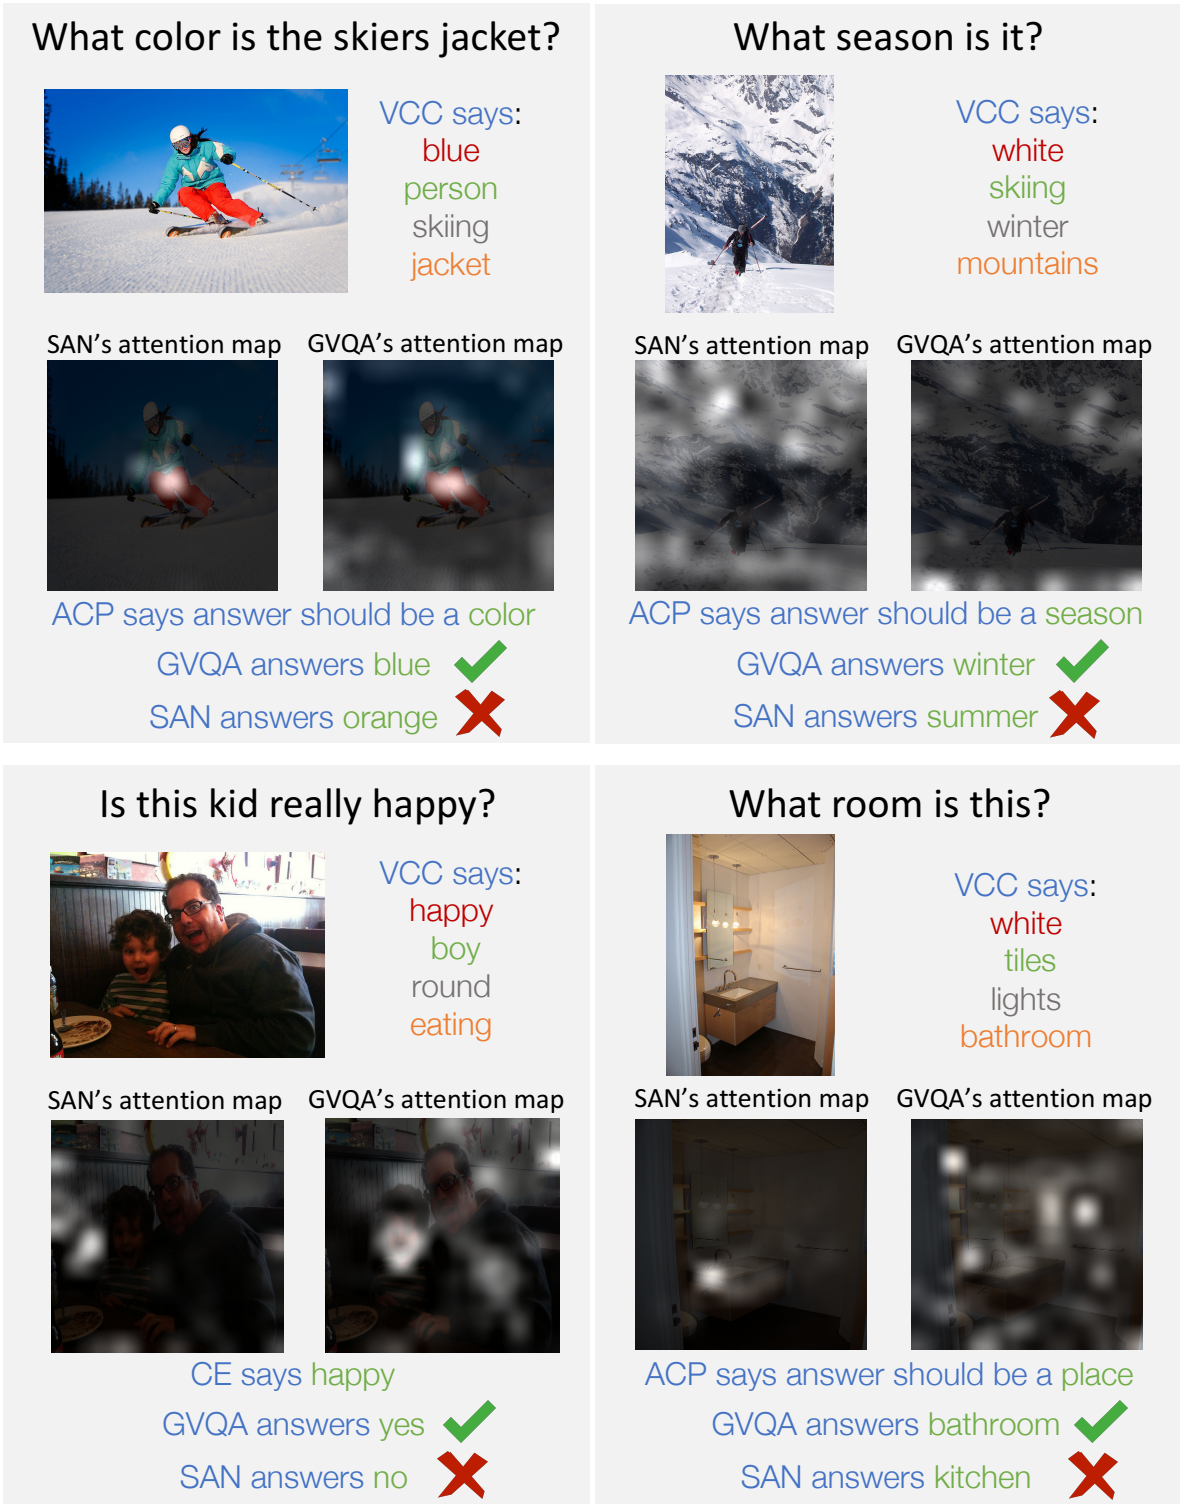 What color is the skiers jacket?
VCC says:
blue
person
skiing
jacket
SAN's attention map
GVQA's attention map
ACP says answer should be a color
GVQA answers blue
SAN answers orange
What season is it?
VCC says:
white
skiing
winter
mountains
SAN's attention map
GVQA's attention map
ACP says answer should be a season
GVQA answers winter
SAN answers summer
Is this kid really happy?
VCC says:
happy
boy
round
eating
SAN's attention map
GVQA's attention map
CE says happy
GVQA answers yes
SAN answers no
What room is this?
VCC says:
white
tiles
lights
bathroom
SAN's attention map
GVQA's attention map
ACP says answer should be a place
GVQA answers bathroom
SAN answers kitchen